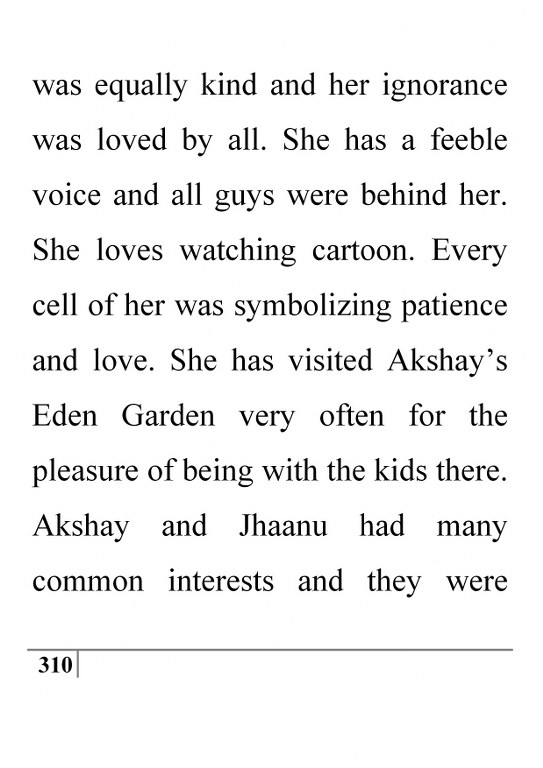 was equally kind and her ignorance
was loved by all. She has a feeble
voice and all guys were behind her.
She loves watching cartoon. Every
cell of her was symbolizing patience
and love. She has visited Akshay’s
Eden Garden very often for the
pleasure of being with the kids there.
Akshay and Jhaanu had many
common interests and they were
310